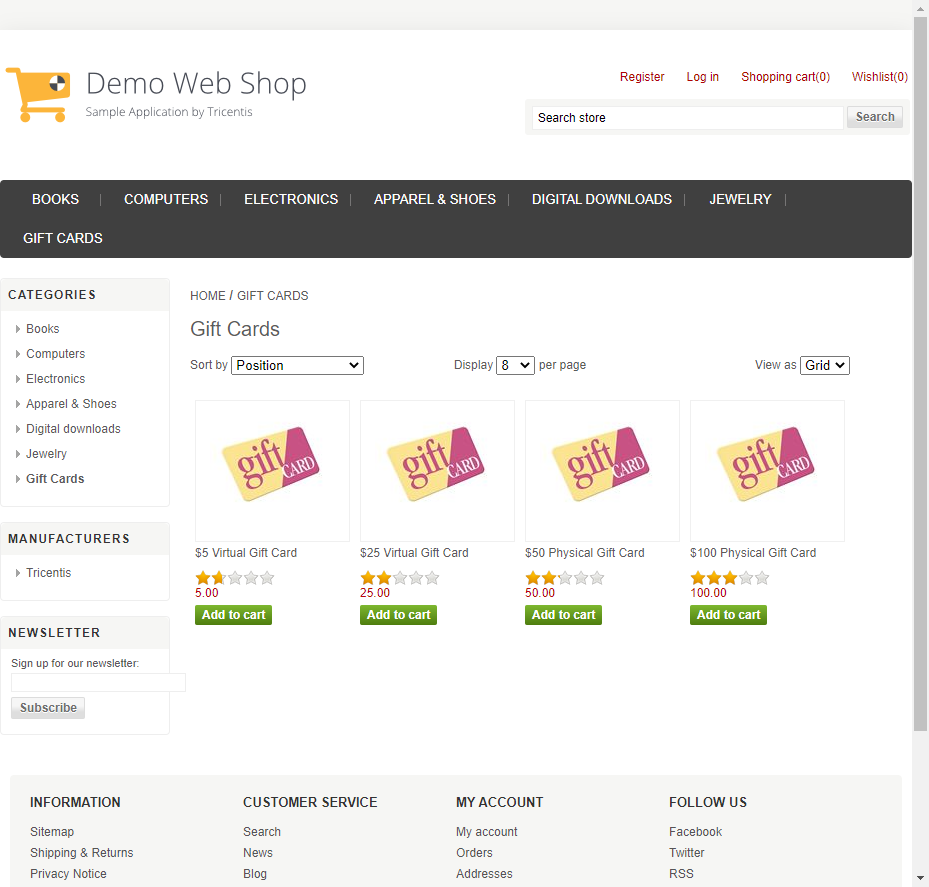 Demo Web Shop
Sample Application by Tricentis
Register Log in Shopping cart(0) Wishlist(0)
Search store Search
BOOKS COMPUTERS ELECTRONICS APPAREL & SHOES DIGITAL DOWNLOADS JEWELRY
GIFT CARDS
CATEGORIES
Books
Computers
Electronics
Apparel & Shoes
Digital downloads
Jewelry
Gift Cards
MANUFACTURERS
Tricentis
NEWSLETTER
Sign up for our newsletter:
Subscribe
HOME / GIFT CARDS
Gift Cards
Sort by Position Display 8 per page View as Grid
gift CARD gift CARD gift CARD gift CARD
$5 Virtual Gift Card $25 Virtual Gift Card $50 Physical Gift Card $100 Physical Gift Card
5.00 25.00 50.00 100.00
Add to cart Add to cart Add to cart Add to cart
INFORMATION CUSTOMER SERVICE MY ACCOUNT FOLLOW US
Sitemap Search My account Facebook
Shipping & Returns News Orders Twitter
Privacy Notice Blog Addresses RSS